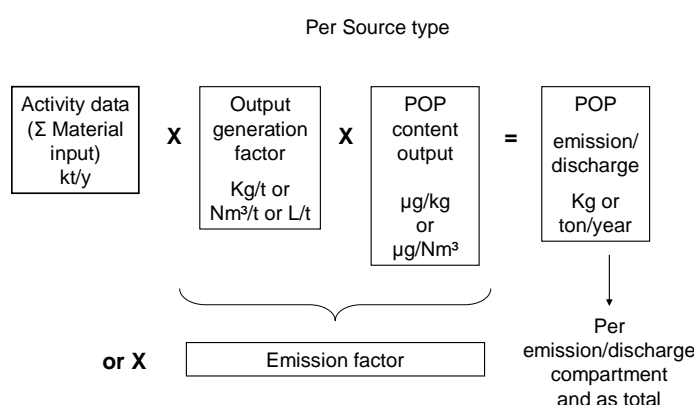 Per Source type
Activity data
(Σ Material
input)
kt/y
X
Output
generation
factor
Kg/t or
Nm³/t or L/t
X
POP
content
output
µg/kg
or
µg/Nm³
=
POP
emission/
discharge
Kg or
ton/year
or X
Emission factor
Per
emission/discharge
compartment
and as total